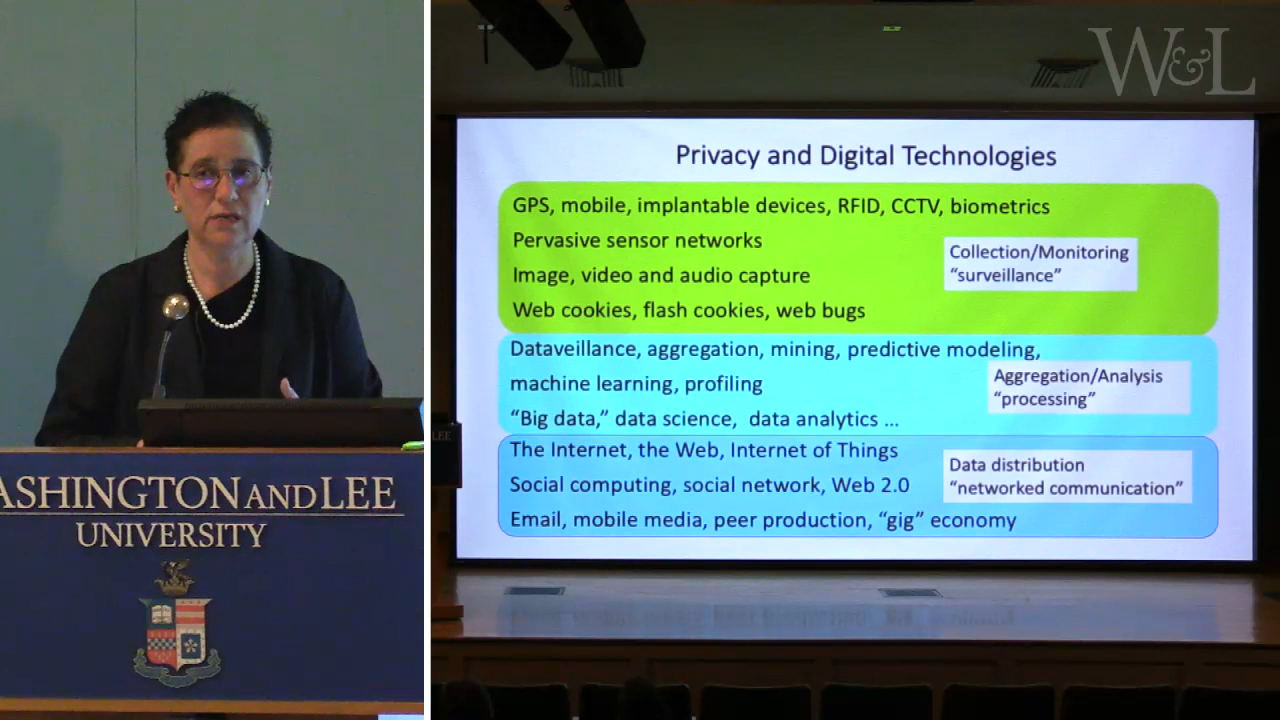 ASHINGTON AND LEE
UNIVERSITY
W&L
Privacy and Digital Technologies
GPS, mobile, implantable devices, RFID, CCTV, biometrics
Pervasive sensor networks
Image, video and audio capture
Web cookies, flash cookies, web bugs
Collection/Monitoring
“surveillance”
Dataveillance, aggregation, mining, predictive modeling,
machine learning, profiling
“Big data,” data science, data analytics ...
Aggregation/Analysis
“processing”
The Internet, the Web, Internet of Things
Social computing, social network, Web 2.0
Email, mobile media, peer production, “gig” economy
Data distribution
“networked communication”
LEE